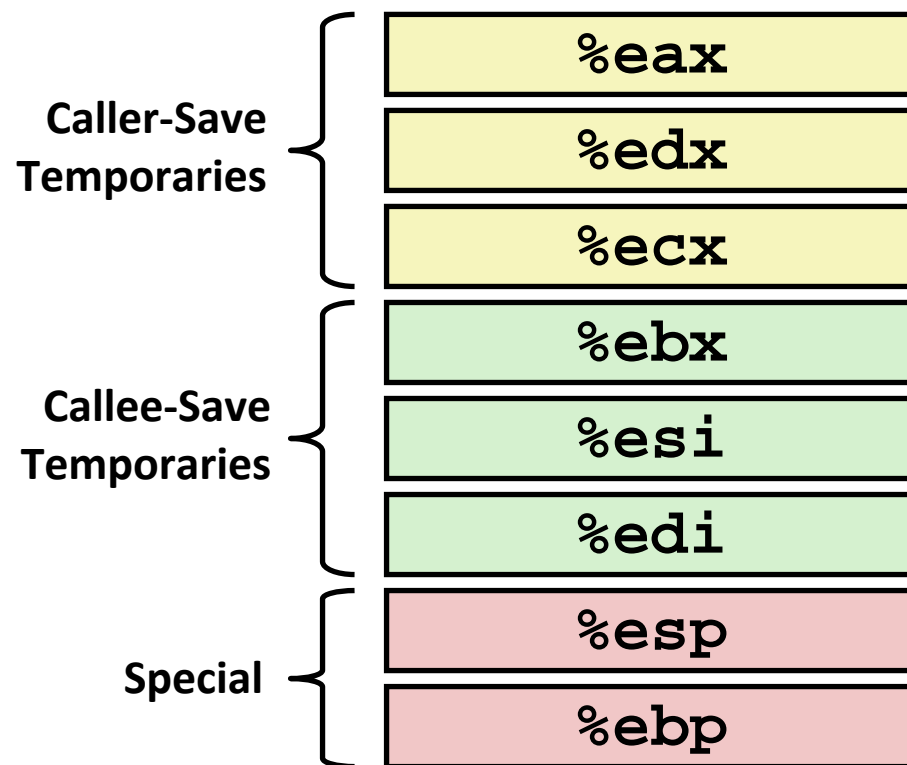 Caller-Save
Temporaries
%eax
%edx
%ecx
Callee-Save
Temporaries
%ebx
%esi
%edi
Special
%esp
%ebp